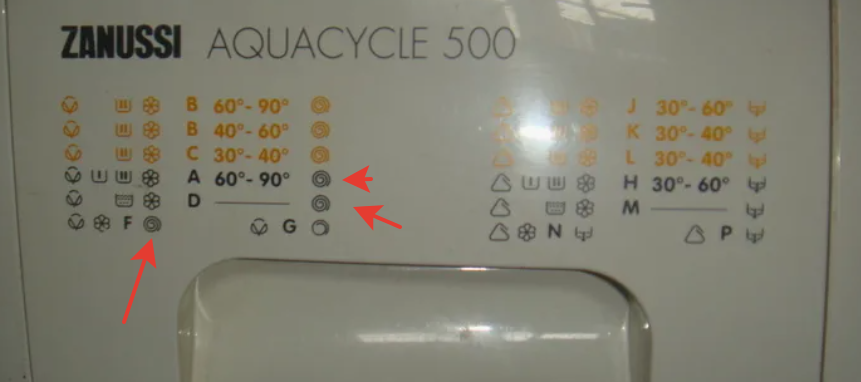 ZANUSSI AQUACYCLE 500
B 60°- 90° J 30°- 60°
B 40°- 60° K 30°- 40°
C 30°- 40° L 30°- 40°
A 60°- 90° H 30°- 60°
D M
F G N P